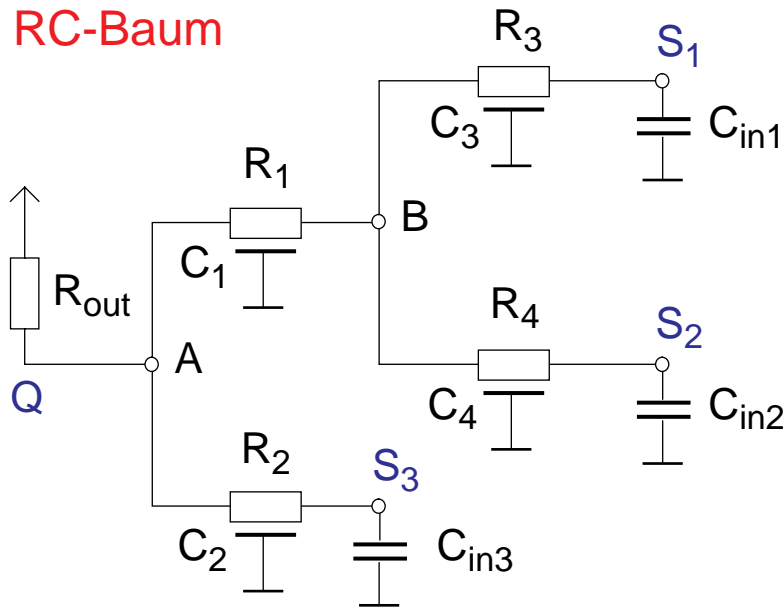 RC-Baum
R3
S1
C3
Cin1
R1
B
C1
Rout
R4
S2
A
Q
C4
Cin2
R2
S3
C2
Cin3